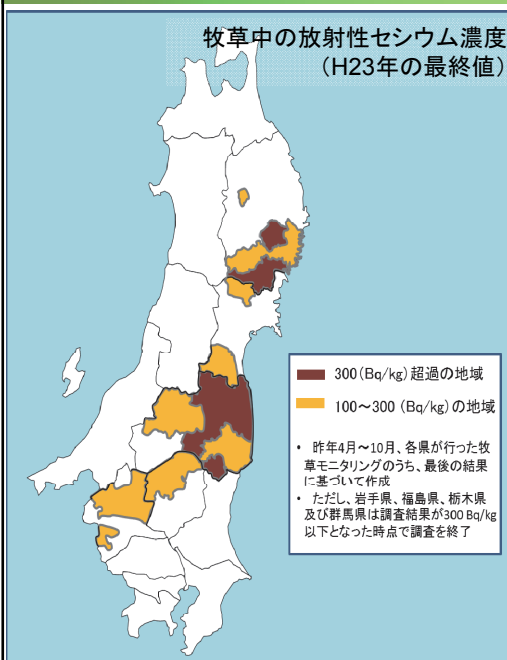 牧草中の放射性セシウム濃度
(H23年の最終値)
300(Bq/kg)超過の地域
100～300 (Bq/kg)の地域
• 昨年4月～10月、各県が行った牧
草モニタリングのうち、最後の結果
に基づいて作成
• ただし、岩手県、福島県、栃木県
及び群馬県は調査結果が300 Bq/kg
以下となった時点で調査を終了